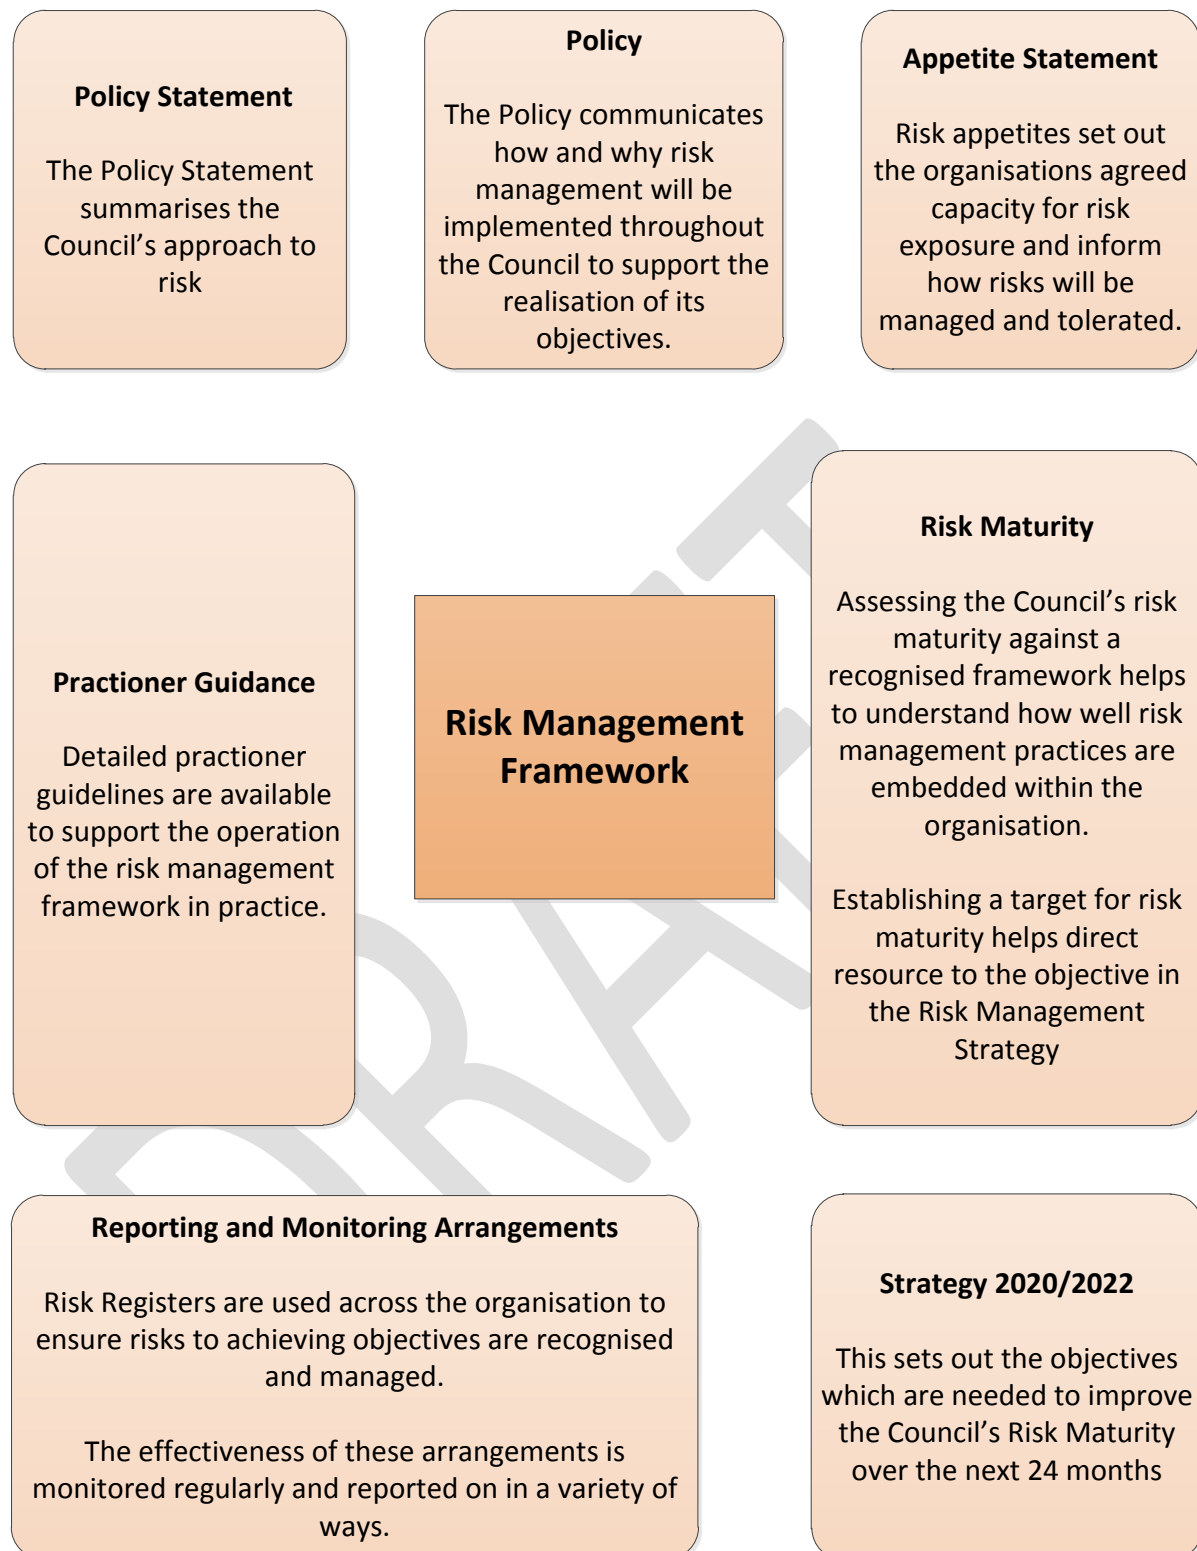 Policy Statement
The Policy Statement
summarises the
Council’s approach to
risk
Policy
The Policy communicates
how and why risk
management will be
implemented throughout
the Council to support the
realisation of its
objectives.
Appetite Statement
Risk appetites set out
the organisations agreed
capacity for risk
exposure and inform
how risks will be
managed and tolerated.
Practioner Guidance
Detailed practioner
guidelines are available
to support the operation
of the risk management
framework in practice.
Risk Management
Framework
Risk Maturity
Assessing the Council’s risk
maturity against a
recognised framework helps
to understand how well risk
management practices are
embedded within the
organisation.
Establishing a target for risk
maturity helps direct
resource to the objective in
the Risk Management
Strategy
Reporting and Monitoring Arrangements
Risk Registers are used across the organisation to
ensure risks to achieving objectives are recognised
and managed.
The effectiveness of these arrangements is
monitored regularly and reported on in a variety of
ways.
Strategy 2020/2022
This sets out the objectives
which are needed to improve
the Council’s Risk Maturity
over the next 24 months
DRAFT